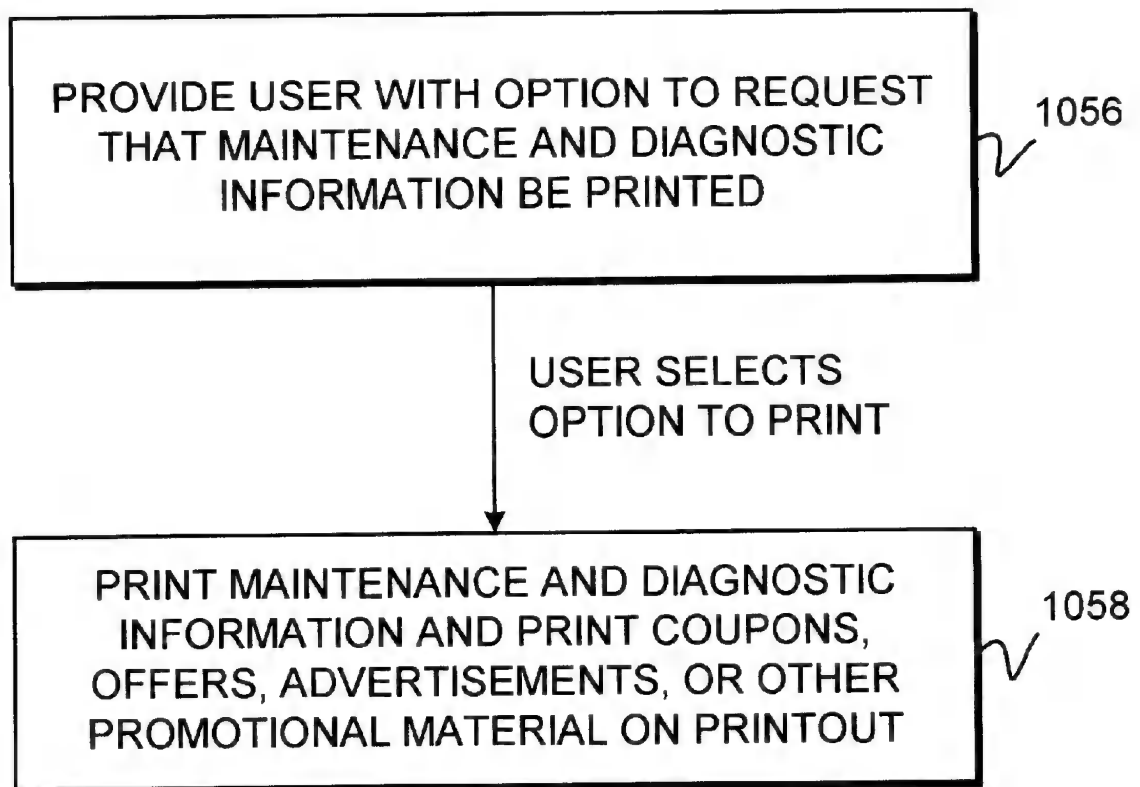 PROVIDE USER WITH OPTION TO REQUEST
THAT MAINTENANCE AND DIAGNOSTIC
INFORMATION BE PRINTED
1056
USER SELECTS
OPTION TO PRINT
PRINT MAINTENANCE AND DIAGNOSTIC
INFORMATION AND PRINT COUPONS,
OFFERS, ADVERTISEMENTS, OR OTHER
PROMOTIONAL MATERIAL ON PRINTOUT
1058